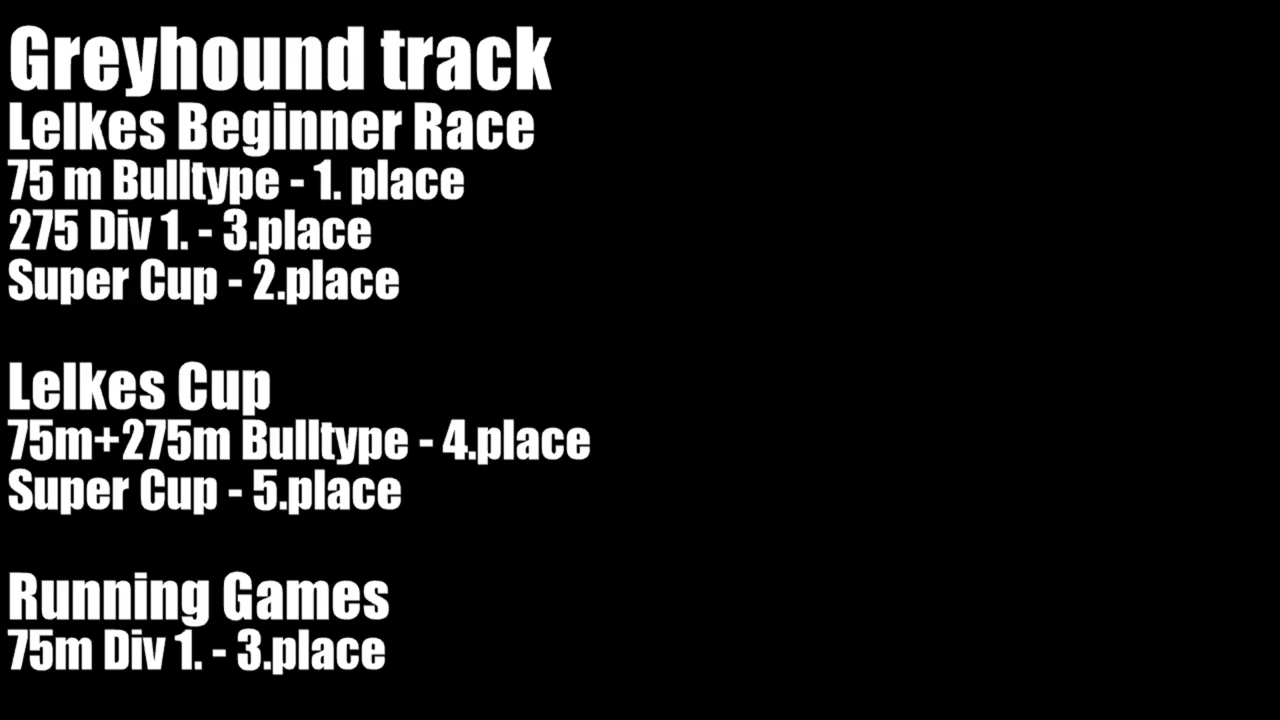 Greyhound track
Lelkes Beginner Race
75 m Bulltype - 1. place
275 Div 1. - 3.place
Super Cup - 2.place
Lelkes Cup
75m+275m Bulltype - 4.place
Super Cup - 5.place
Running Games
75m Div 1. - 3.place